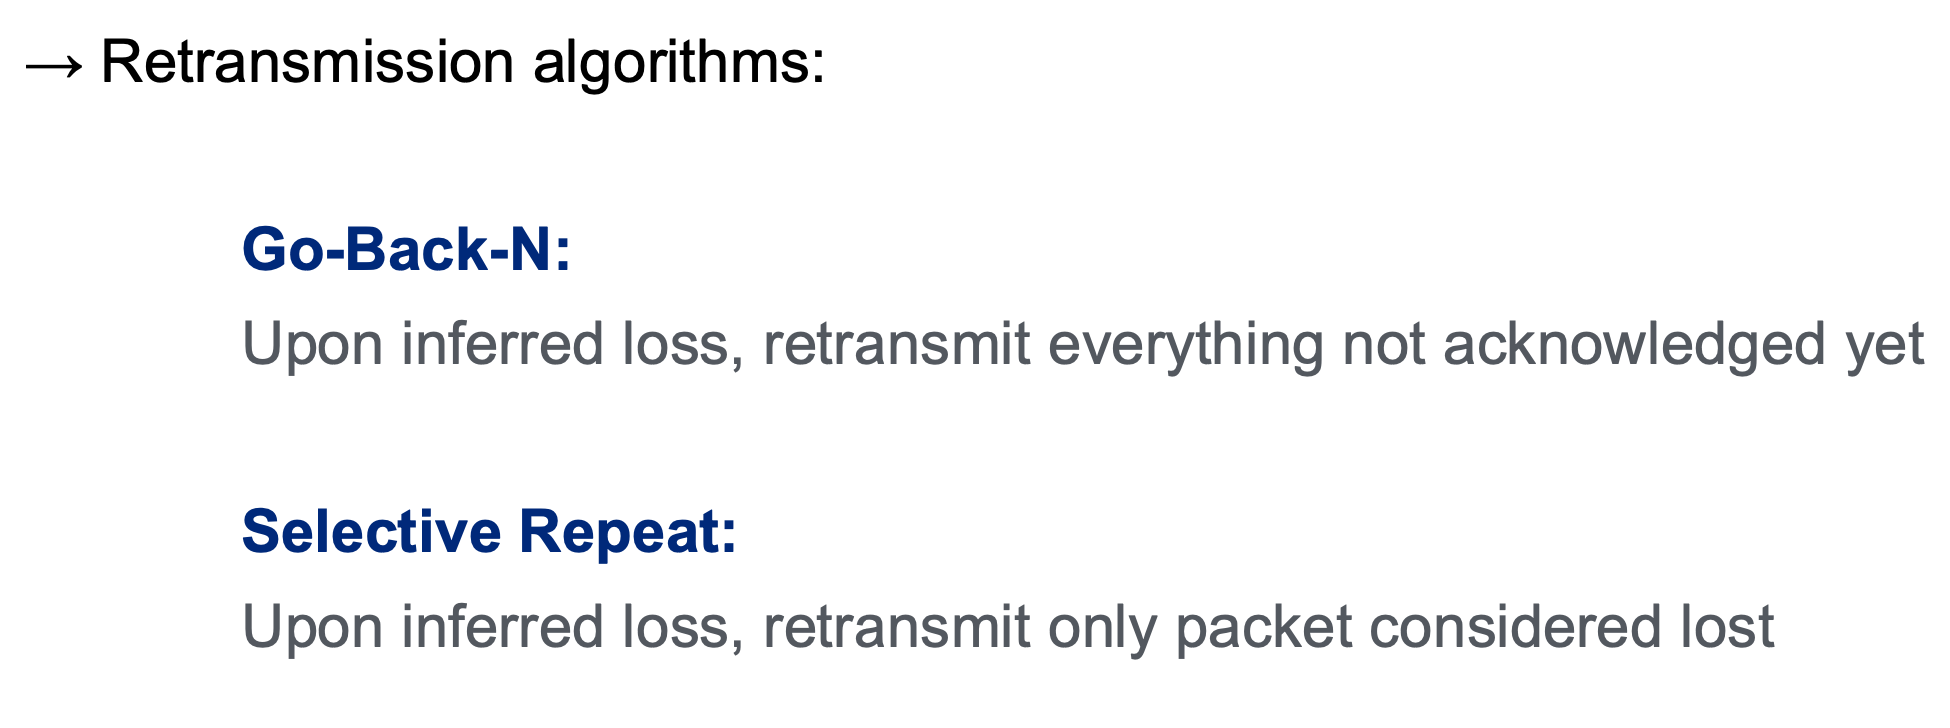 → Retransmission algorithms:
Go-Back-N:
Upon inferred loss, retransmit everything not acknowledged yet
Selective Repeat:
Upon inferred loss, retransmit only packet considered lost